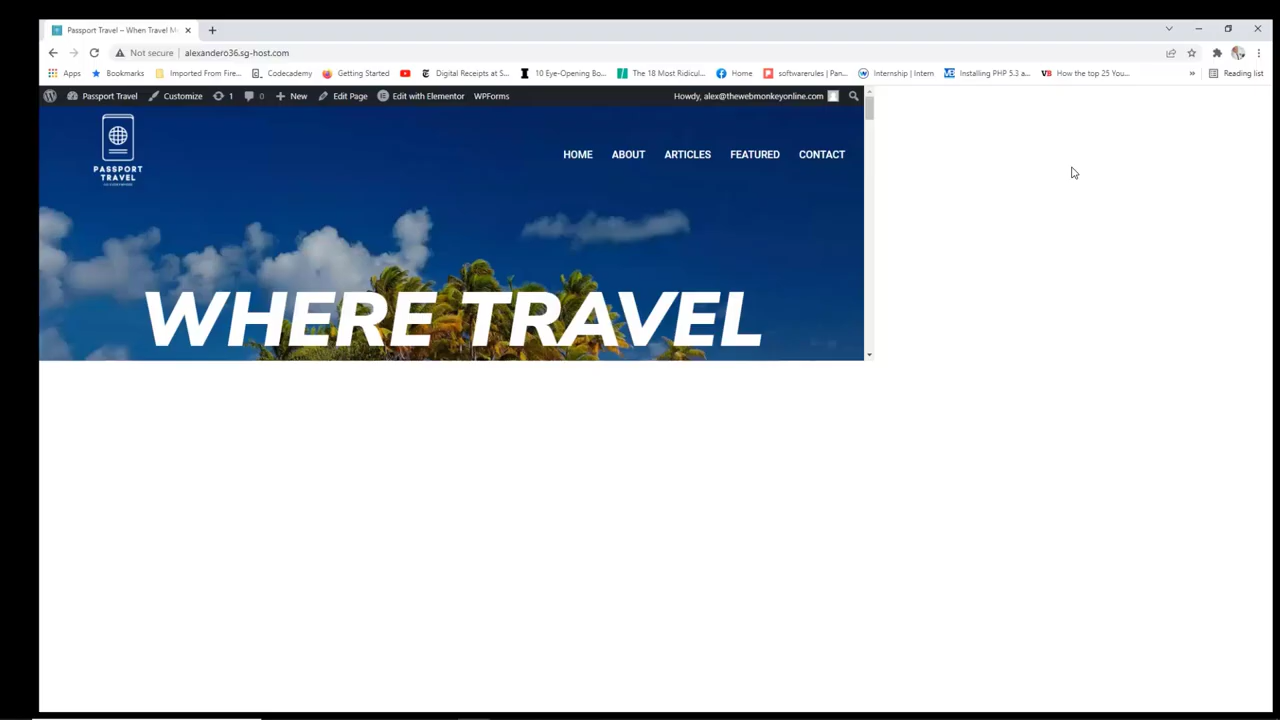 Passport Travel – When Travel M
Not secure
alexandero36.sg-host.com
Apps
Bookmarks
Imported From Fire...
Codecademy
Getting Started
Digital Receipts at S...
10 Eye-Opening Bo...
The 18 Most Ridicul...
Home
softwarerules | Pan...
Internship | Intern
Installing PHP 5.3 a...
VB
How the top 25 You...
»
Reading list
Passport Travel
Customize
1
0
New
Edit Page
Edit with Elementor
WPForms
Howdy, alex@thewebmonkeyonline.com
PASSPORT
TRAVEL
HOME
ABOUT
ARTICLES
FEATURED
CONTACT
WHERE TRAVEL